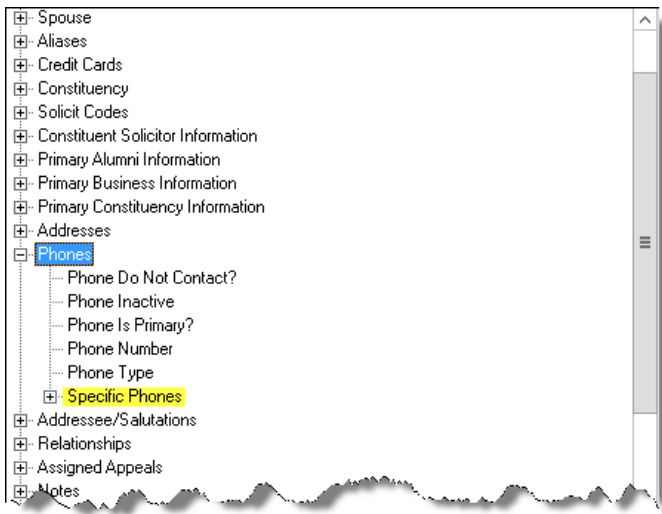 Spouse
Aliases
Credit Cards
Constituency
Solicit Codes
Constituent Solicitor Information
Primary Alumni Information
Primary Business Information
Primary Constituency Information
Addresses
Phones
Phone Do Not Contact?
Phone Inactive
Phone Is Primary?
Phone Number
Phone Type
Specific Phones
Addressee/Salutations
Relationships
Assigned Appeals
Notes